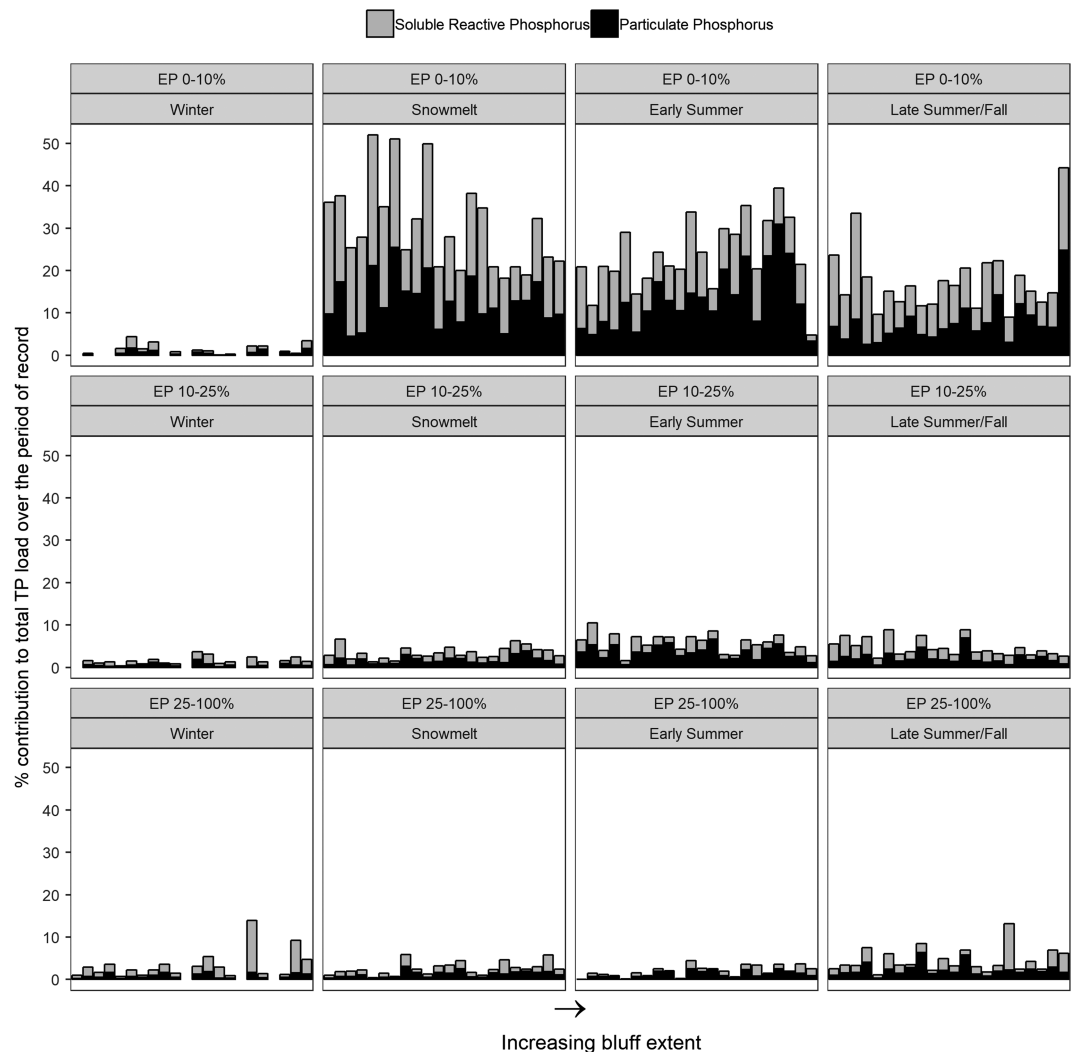 Soluble Reactive Phosphorus Particulate Phosphorus
EP 0-10% EP 0-10% EP 0-10% EP 0-10%
Winter Snowmelt Early Summer Late Summer/Fall
50
40
30
20
10
0
EP 10-25% EP 10-25% EP 10-25% EP 10-25%
Winter Snowmelt Early Summer Late Summer/Fall
50
40
30
20
10
0
EP 25-100% EP 25-100% EP 25-100% EP 25-100%
Winter Snowmelt Early Summer Late Summer/Fall
50
40
30
20
10
0
% contribution to total TP load over the period of record
→
Increasing bluff extent